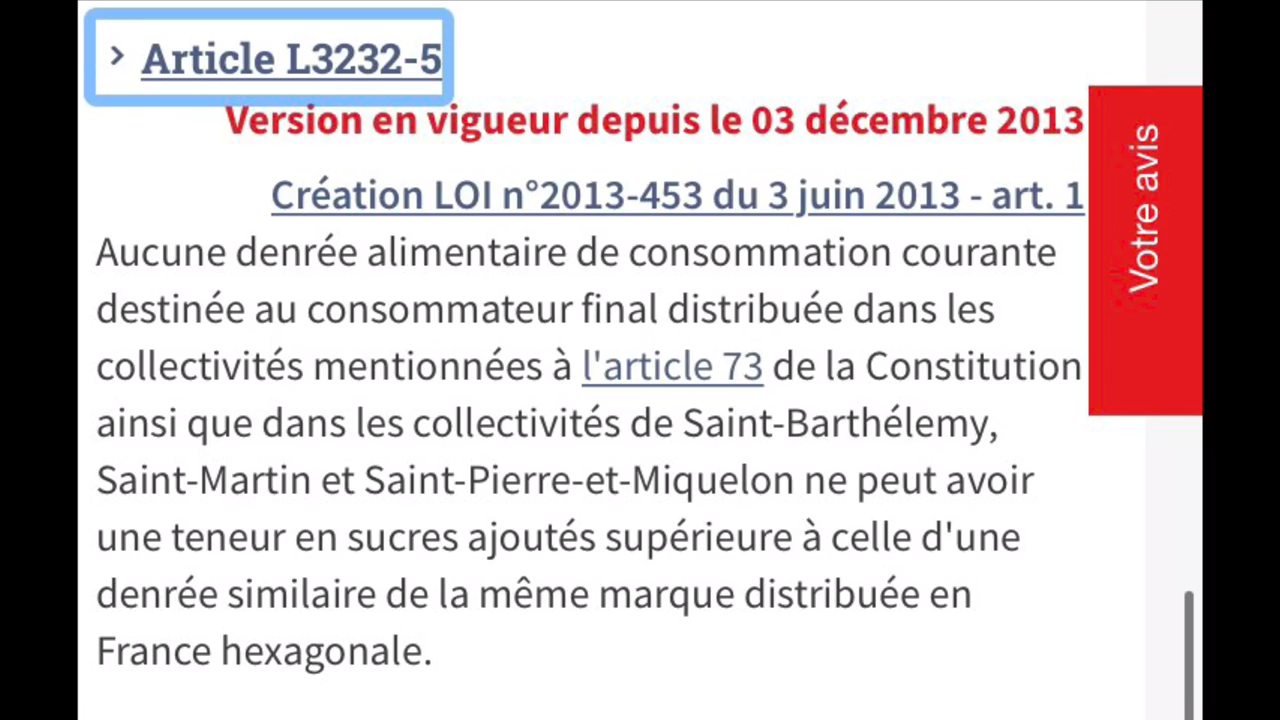 > Article L3232-5
Version en vigueur depuis le 03 décembre 2013
Création LOI n°2013-453 du 3 juin 2013 - art. 1
Aucune denrée alimentaire de consommation courante
destinée au consommateur final distribuée dans les
collectivités mentionnées à l'article 73 de la Constitution
ainsi que dans les collectivités de Saint-Barthélemy,
Saint-Martin et Saint-Pierre-et-Miquelon ne peut avoir
une teneur en sucres ajoutés supérieure à celle d'une
denrée similaire de la même marque distribuée en
France hexagonale.
Votre avis